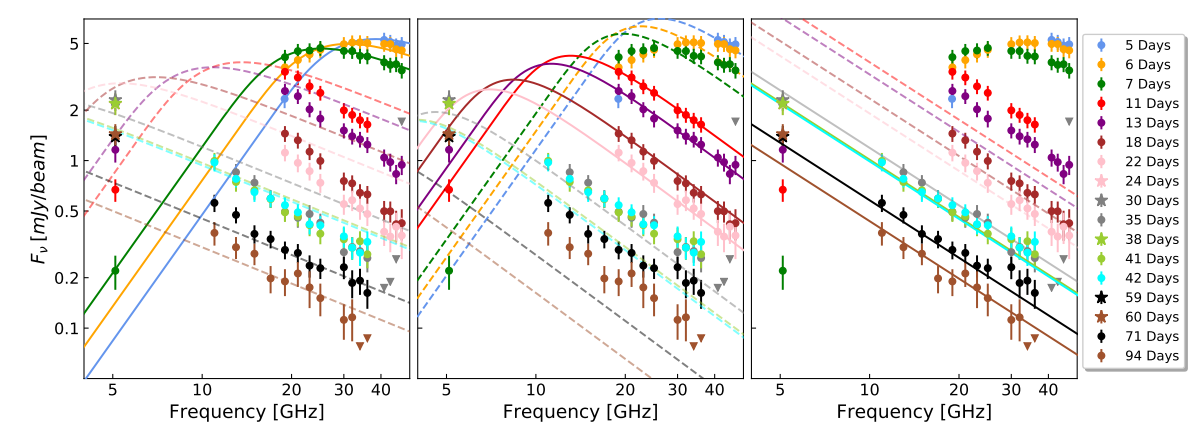 5
2
1
0.5
0.2
0.1
F_ν [mJy/beam]
5 10 20 30 40
5 10 20 30 40
5 10 20 30 40
Frequency [GHz]
Frequency [GHz]
Frequency [GHz]
5 Days
6 Days
7 Days
11 Days
13 Days
18 Days
22 Days
24 Days
30 Days
35 Days
38 Days
41 Days
42 Days
59 Days
60 Days
71 Days
94 Days